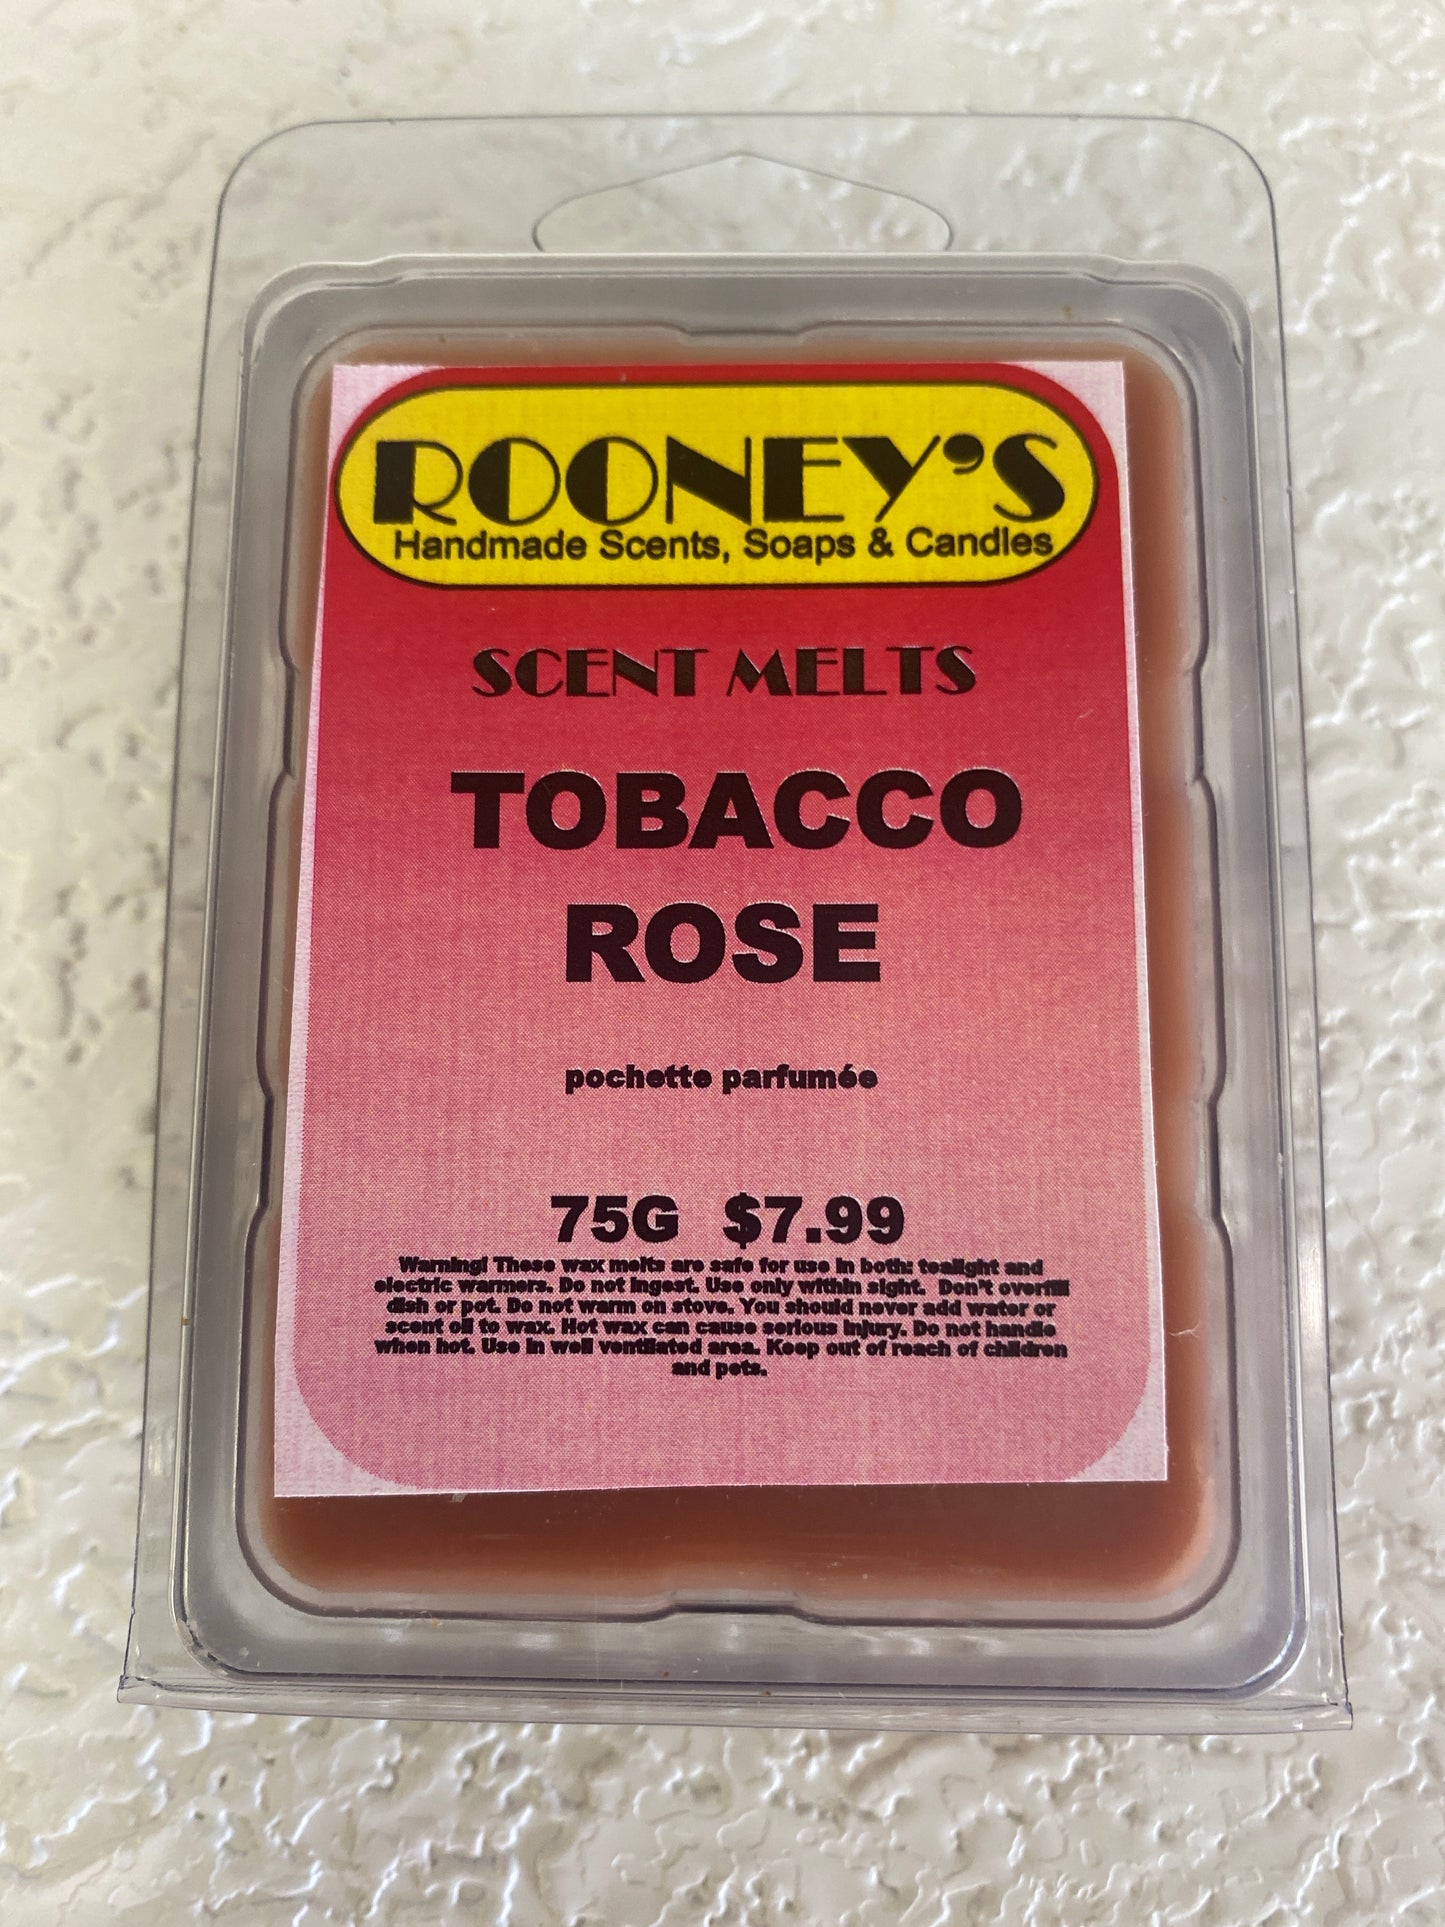 ROONEY'S
Handmade Scents, Soaps & Candles
SCENT MELTS
TOBACCO
ROSE
pochette parfumée
75G $7.99
Warning! These wax melts are safe for use in both: tealight and
electric warmers. Do not ingest. Use only within sight. Don't overfill
dish or pot. Do not warm on stove. You should never add water or
scent oil to wax. Hot wax can cause serious injury. Do not handle
when hot. Use in well ventilated area. Keep out of reach of children
and pets.